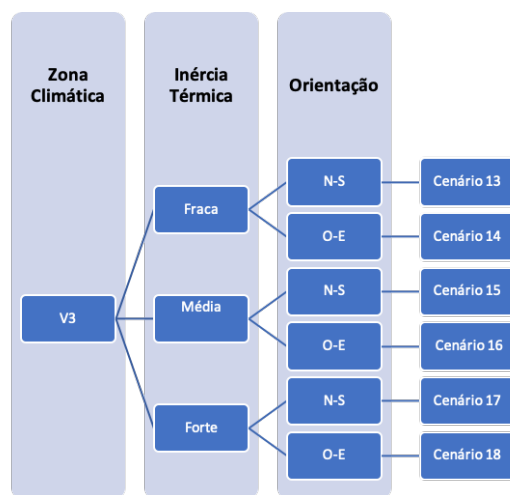 Zona
Climática
Inércia
Térmica
Orientação
V3
Fraca
N-S
Cenário 13
O-E
Cenário 14
Média
N-S
Cenário 15
O-E
Cenário 16
Forte
N-S
Cenário 17
O-E
Cenário 18